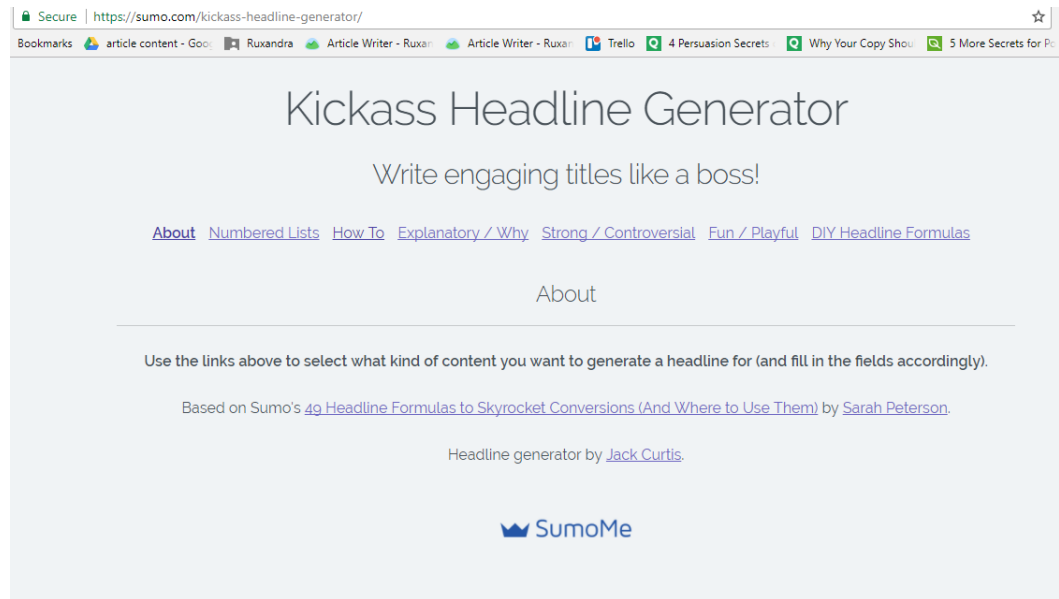 Secure | https://sumo.com/kickass-headline-generator/
Bookmarks article content - Goog Ruxandra Article Writer - Ruxan Article Writer - Ruxan Trello 4 Persuasion Secrets Why Your Copy Shou 5 More Secrets for Po
Kickass Headline Generator
Write engaging titles like a boss!
About Numbered Lists How To Explanatory / Why Strong / Controversial Fun / Playful DIY Headline Formulas
About
Use the links above to select what kind of content you want to generate a headline for (and fill in the fields accordingly).
Based on Sumo's 49 Headline Formulas to Skyrocket Conversions (And Where to Use Them) by Sarah Peterson.
Headline generator by Jack Curtis.
SumoMe